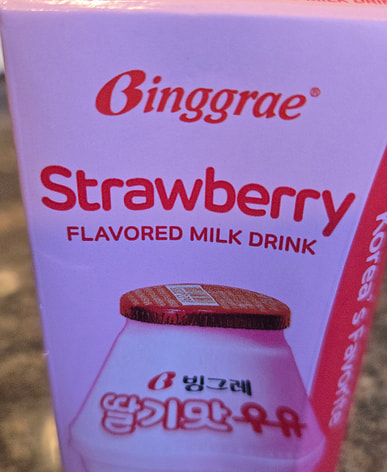 Binggrae®
Strawberry
FLAVORED MILK DRINK
Korea's Favorite
빙그레
딸기맛우유